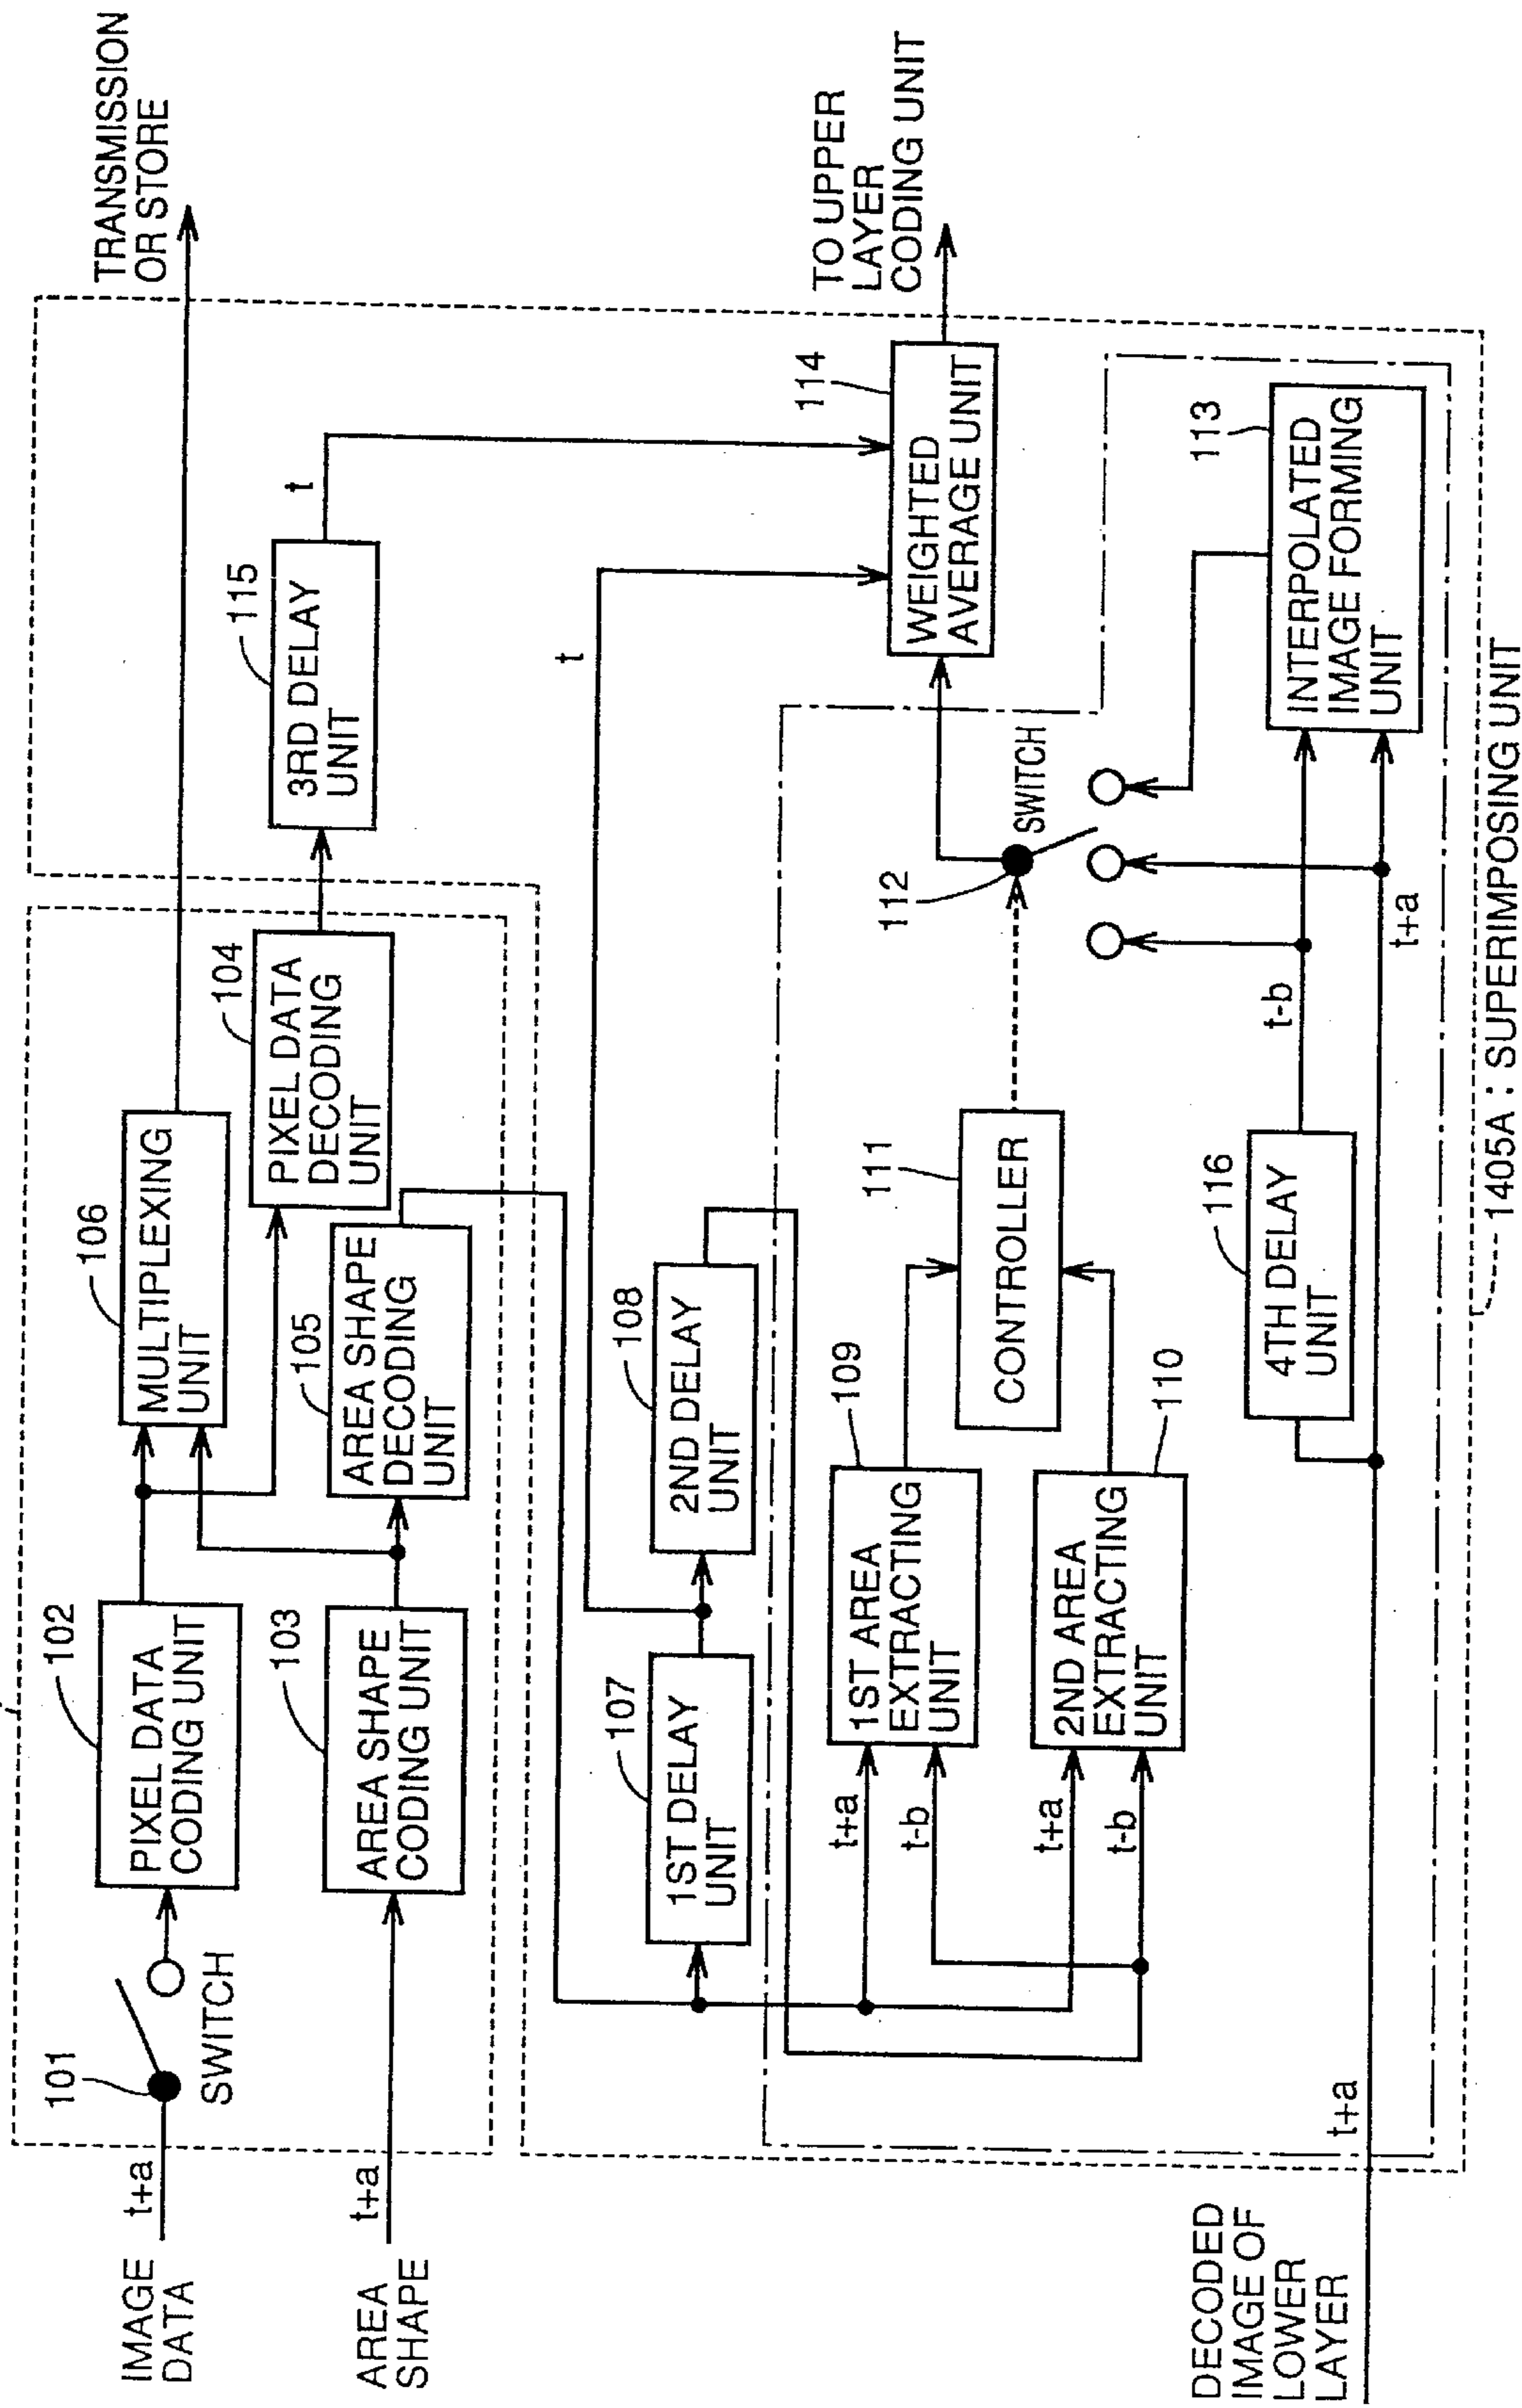 IMAGE
DATA
t+a
101
SWITCH
102
PIXEL DATA
CODING UNIT
AREA
SHAPE
t+a
103
AREA SHAPE
CODING UNIT
106
MULTIPLEXING
UNIT
105
AREA SHAPE
DECODING
UNIT
104
PIXEL DATA
DECODING
UNIT
115
3RD DELAY
UNIT
t
TRANSMISSION
OR STORE
107
1ST DELAY
UNIT
108
2ND DELAY
UNIT
t
114
WEIGHTED
AVERAGE UNIT
TO UPPER
LAYER
CODING UNIT
t+a
t-b
109
1ST AREA
EXTRACTING
UNIT
t+a
t-b
110
2ND AREA
EXTRACTING
UNIT
111
CONTROLLER
112
SWITCH
113
INTERPOLATED
IMAGE FORMING
UNIT
116
4TH DELAY
UNIT
t-b
t+a
DECODED
IMAGE OF
LOWER
LAYER
t+a
1405A : SUPERIMPOSING UNIT